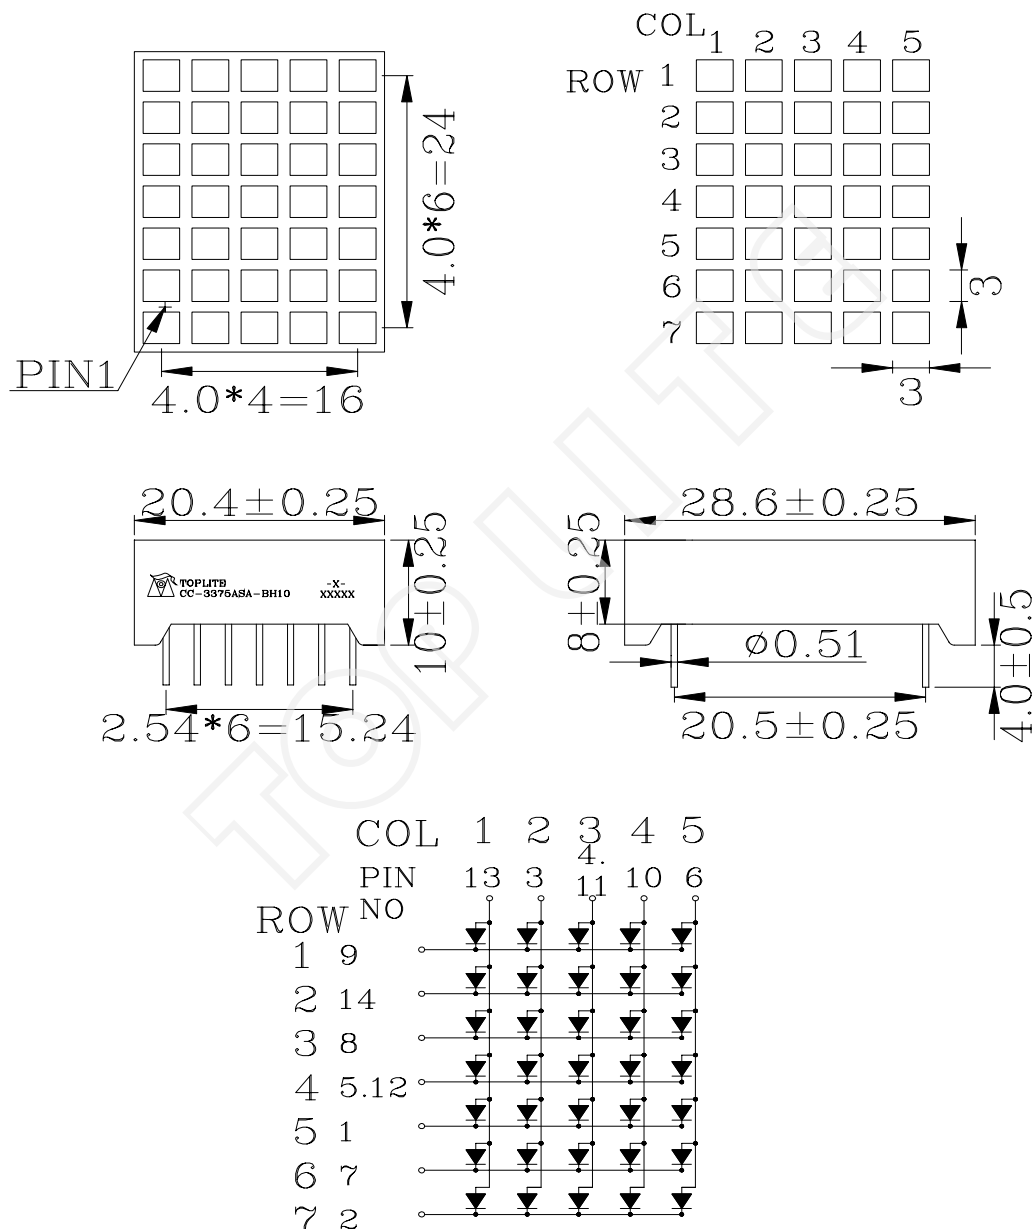 COL 1 2 3 4 5
ROW 1
2
3
4
5
6
7
4.0*6=24
3
3
PIN1
4.0*4=16
20.4±0.25
10±0.25
TOPLITE
CC-3375ASA-BH10
-X-
XXXXX
2.54*6=15.24
28.6±0.25
8±0.25
ø0.51
4.0±0.5
20.5±0.25
TOPLITE
COL 1 2 3 4 5
PIN NO 13 3 4. 11 10 6
ROW
1 9
2 14
3 8
4 5.12
5 1
6 7
7 2